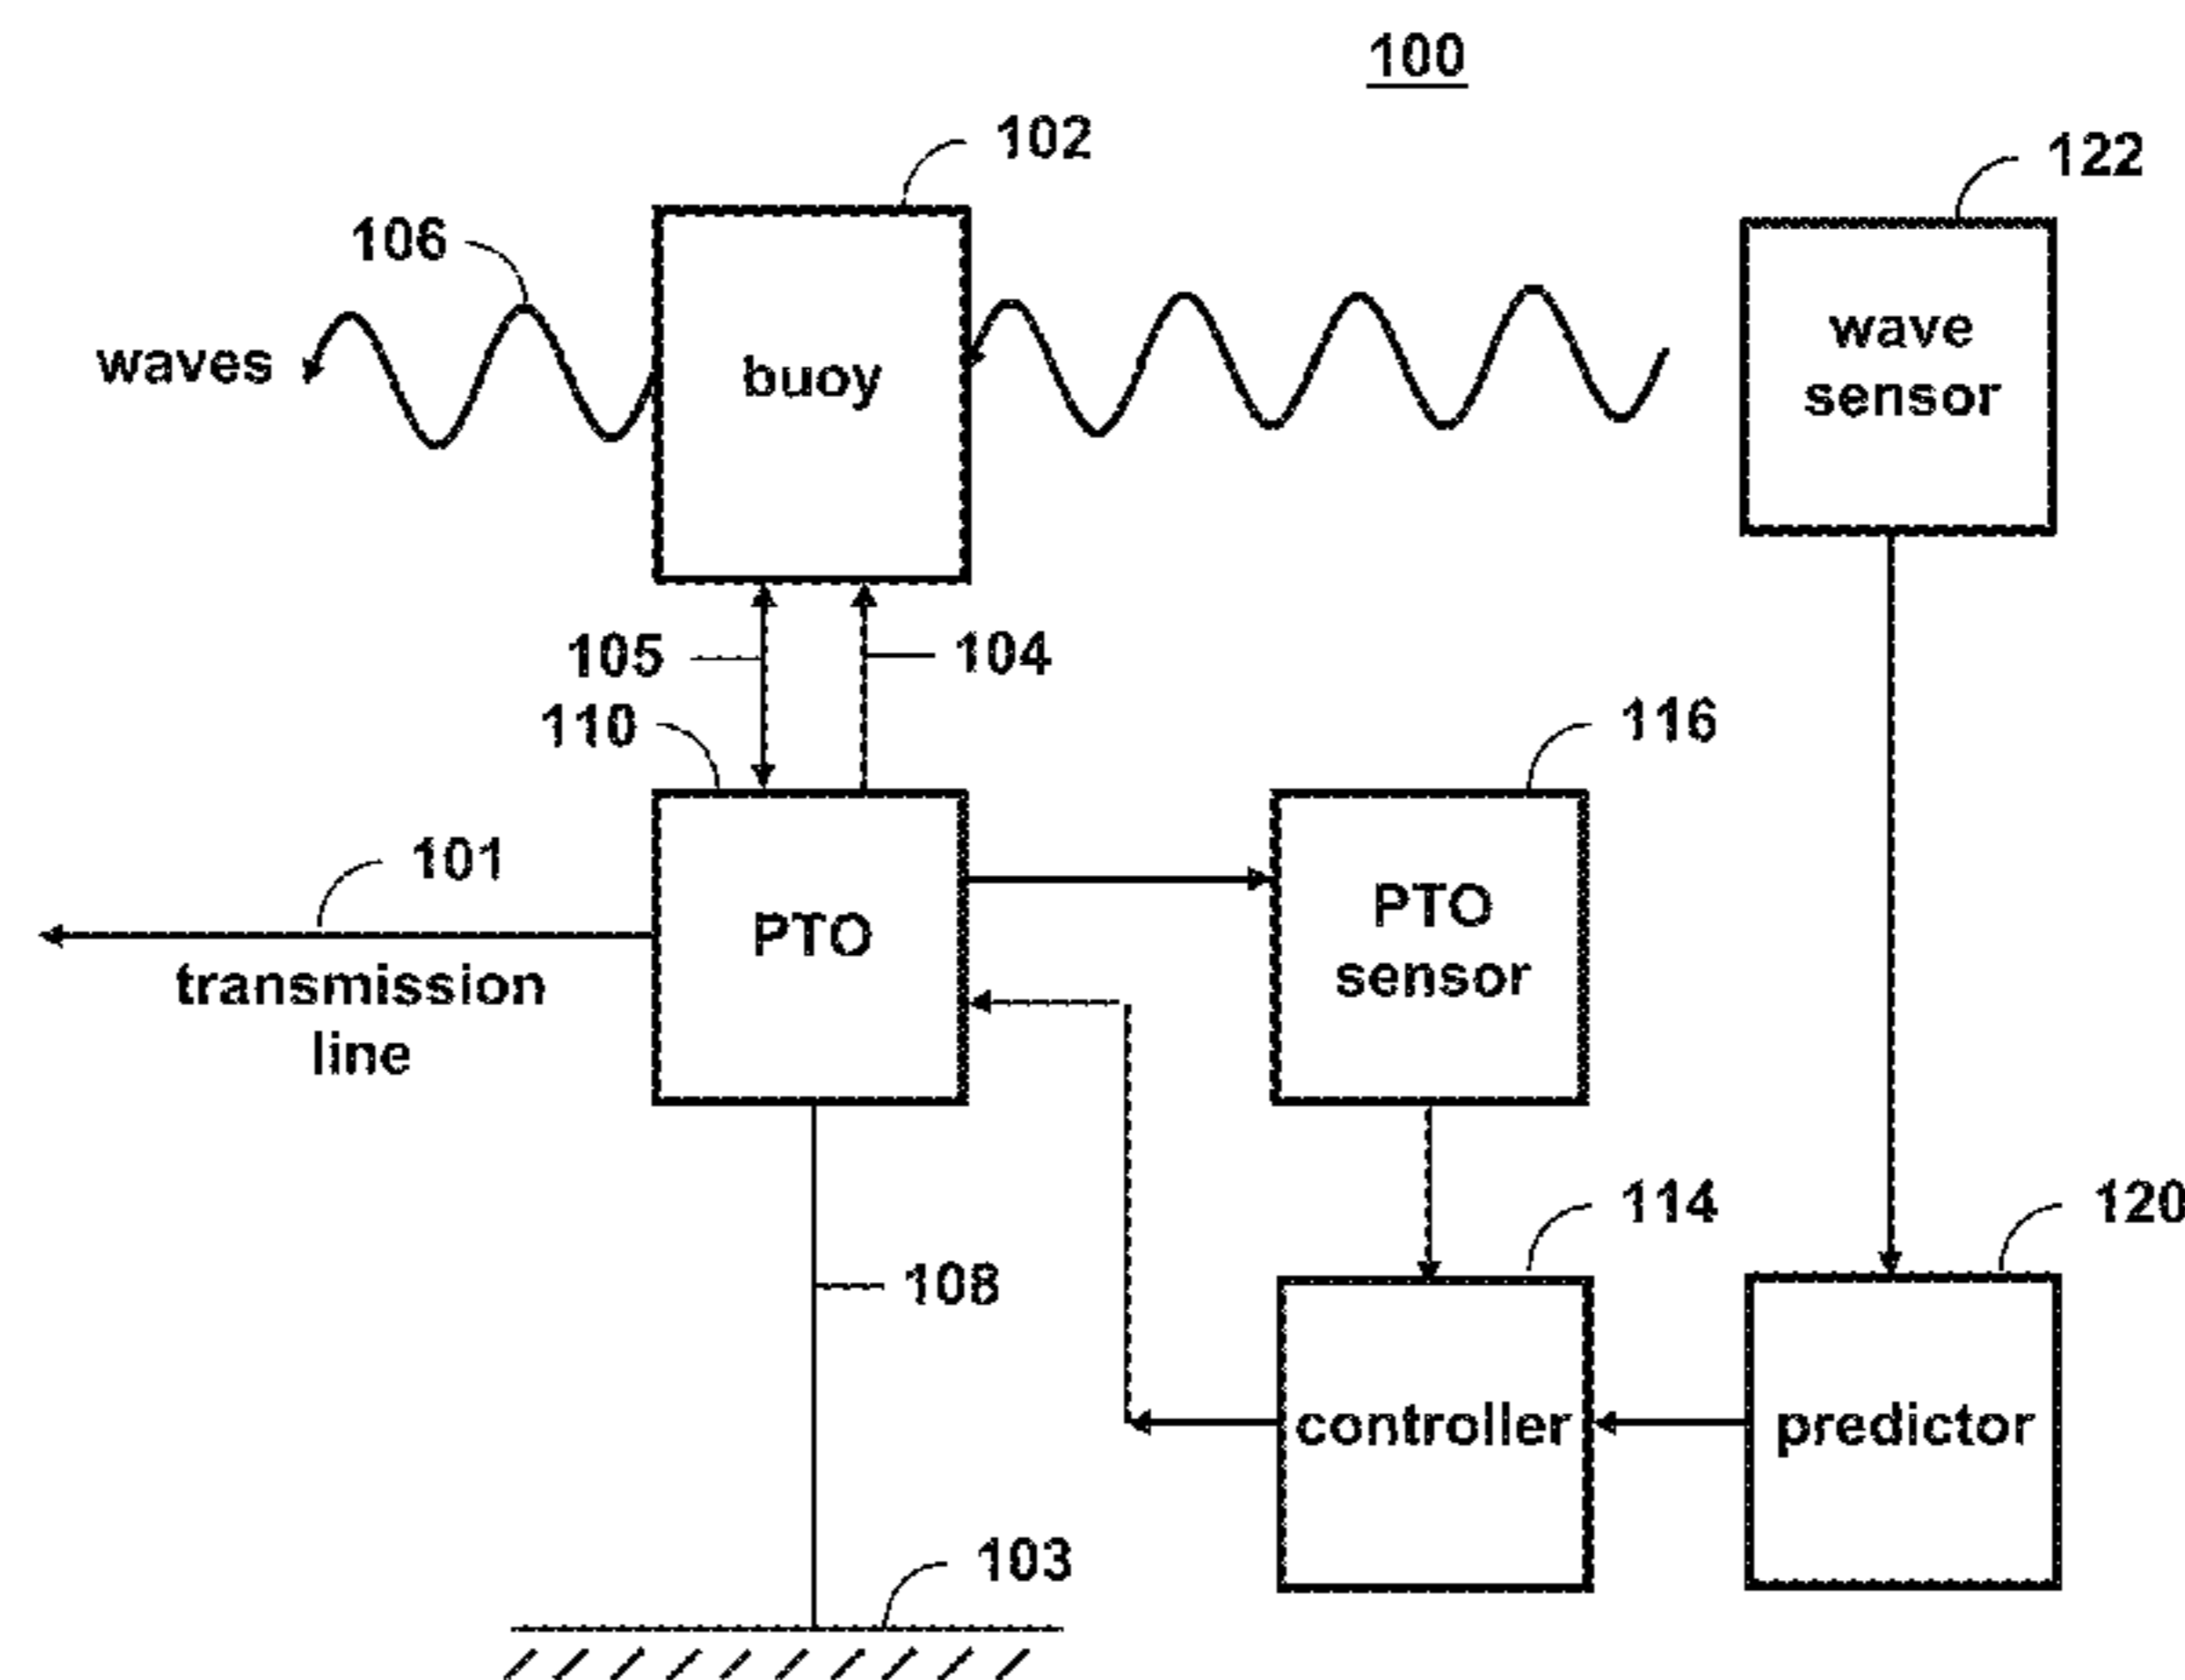 100
102
122
106
waves
buoy
wave
sensor
105
104
110
116
101
PTO
PTO
sensor
transmission
line
114
120
108
controller
predictor
103